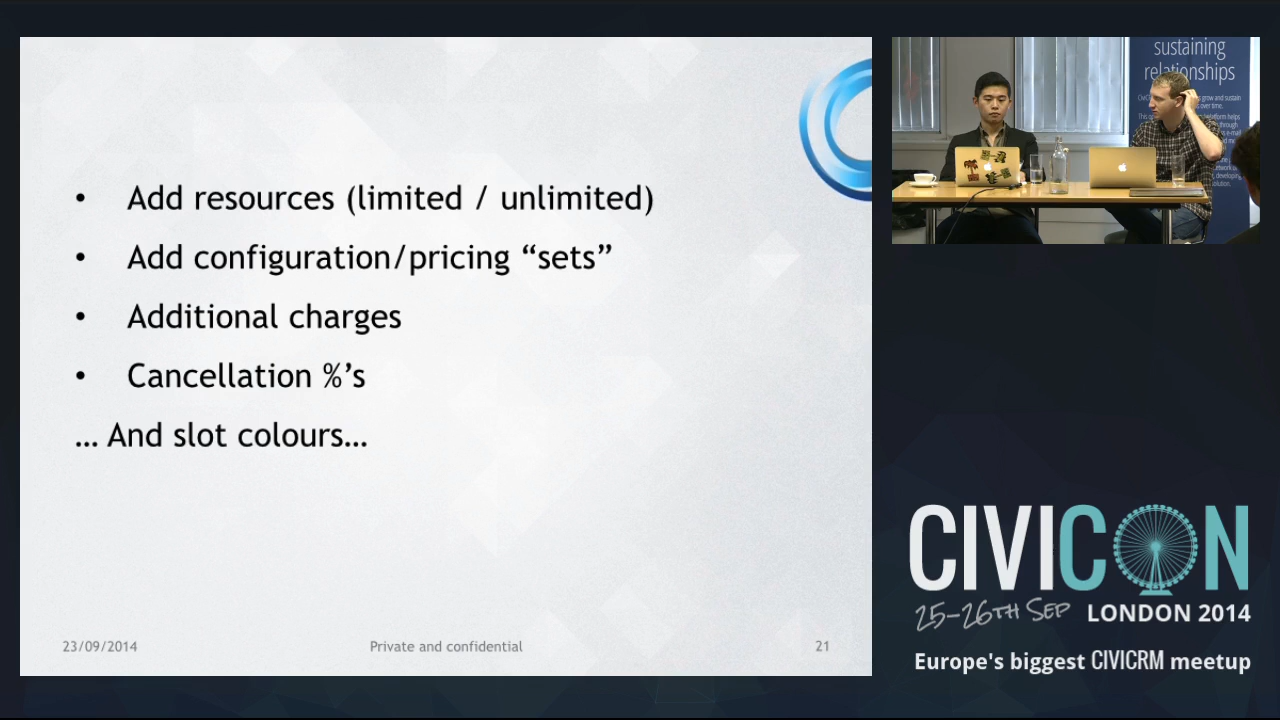 • Add resources (limited / unlimited)
• Add configuration/pricing “sets”
• Additional charges
• Cancellation %’s
… And slot colours…
23/09/2014
Private and confidential
21
sustaining
relationships
CIVICON
25-26TH SEP LONDON 2014
Europe's biggest CIVICRM meetup